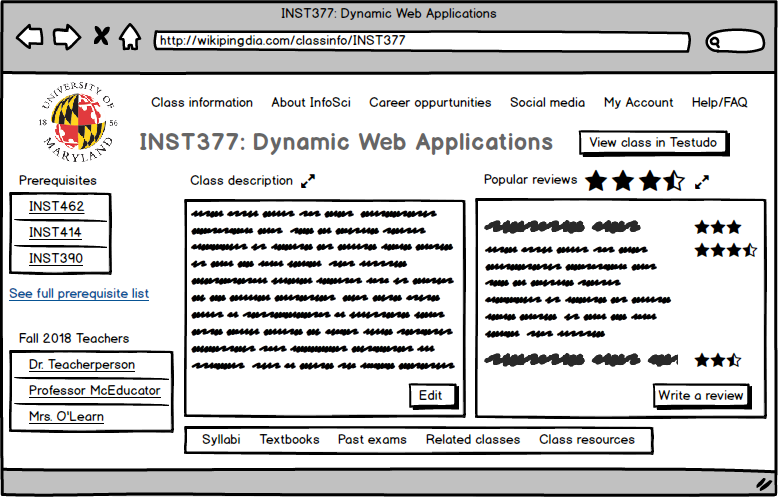 INST377: Dynamic Web Applications
http://wikipingdia.com/classinfo/INST377
UNIVERSITY OF
18 56
MARYLAND
Class information About InfoSci Career oppurtunities Social media My Account Help/FAQ
INST377: Dynamic Web Applications
View class in Testudo
Prerequisites
INST462
INST414
INST390
See full prerequisite list
Fall 2018 Teachers
Dr. Teacherperson
Professor McEducator
Mrs. O'Learn
Class description
Edit
Popular reviews
Write a review
Syllabi Textbooks Past exams Related classes Class resources